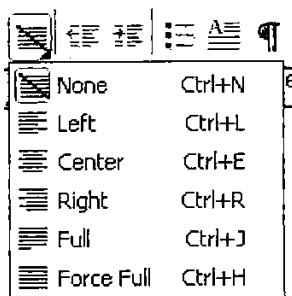 None Ctrl+N
Left Ctrl+L
Center Ctrl+E
Right Ctrl+R
Full Ctrl+J
Force Full Ctrl+H